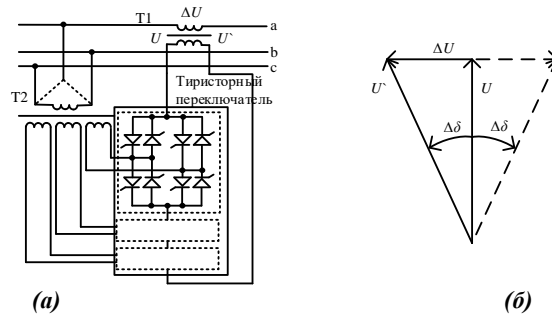 T1
ΔU
a
U
U`
b
c
Тиристорный
переключатель
T2
ΔU
U`
U
Δδ
Δδ
(а)
(б)